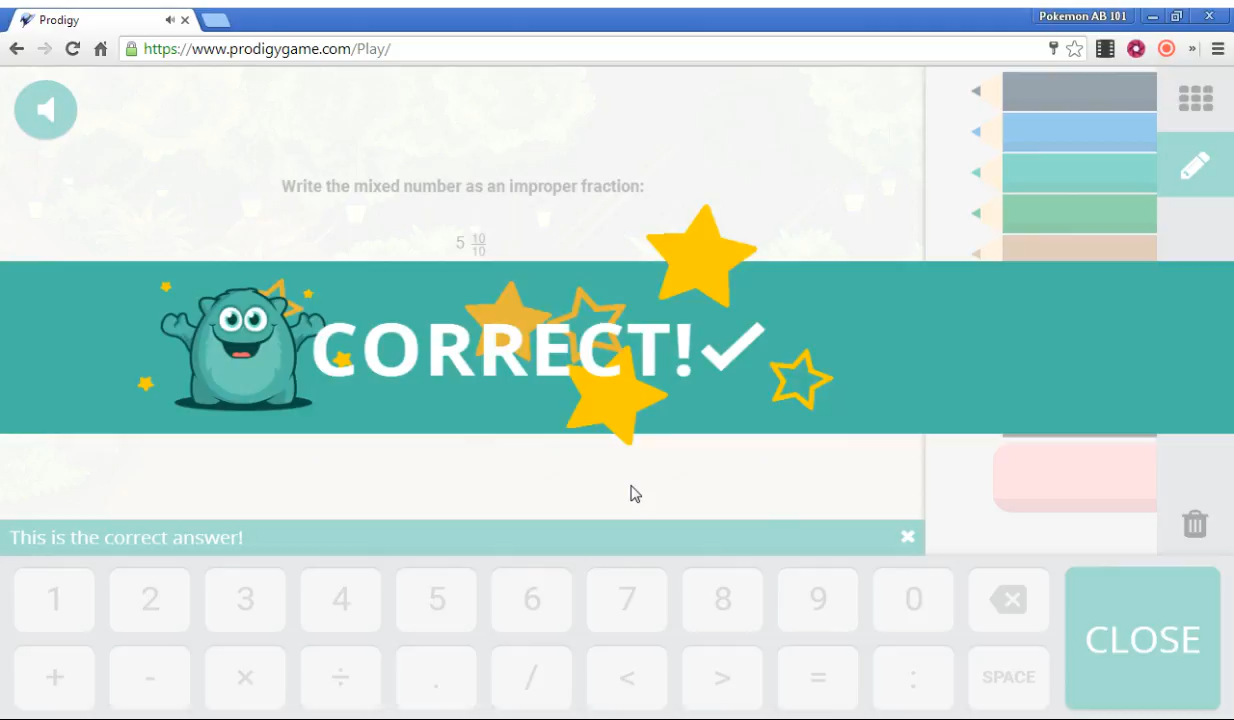 Prodigy
Pokemon AB 101
https://www.prodigygame.com/Play/
»
Write the mixed number as an improper fraction:
5 10/10
CORRECT!✓
This is the correct answer!
1 2 3 4 5 6 7 8 9 0
+ - × ÷ . / < > = : SPACE
CLOSE